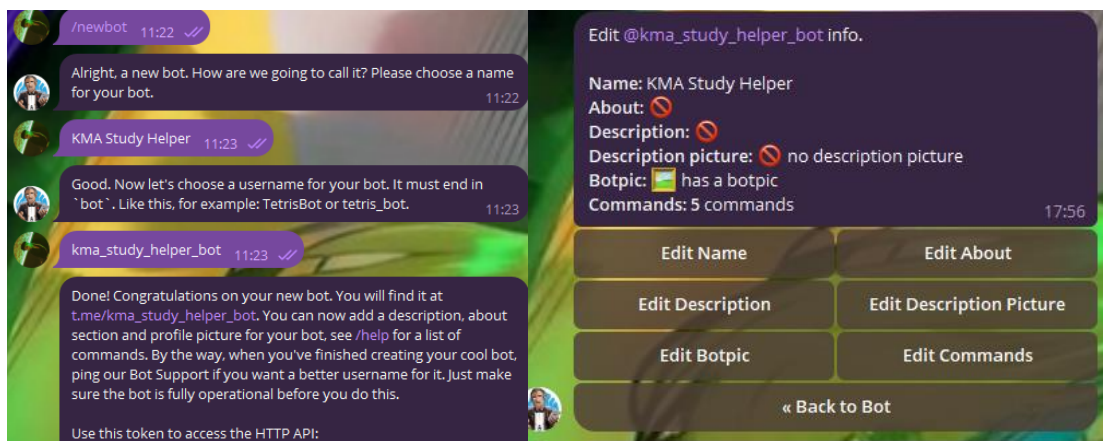 /newbot 11:22
Alright, a new bot. How are we going to call it? Please choose a name
for your bot.
11:22
KMA Study Helper 11:23
Good. Now let's choose a username for your bot. It must end in
`bot`. Like this, for example: TetrisBot or tetris_bot.
11:23
kma_study_helper_bot 11:23
Done! Congratulations on your new bot. You will find it at
t.me/kma_study_helper_bot. You can now add a description, about
section and profile picture for your bot, see /help for a list of
commands. By the way, when you've finished creating your cool bot,
ping our Bot Support if you want a better username for it. Just make
sure the bot is fully operational before you do this.
Use this token to access the HTTP API:
Edit @kma_study_helper_bot info.
Name: KMA Study Helper
About: 🚫
Description: 🚫
Description picture: 🚫 no description picture
Botpic: 🖼 has a botpic
Commands: 5 commands
17:56
Edit Name
Edit About
Edit Description
Edit Description Picture
Edit Botpic
Edit Commands
« Back to Bot